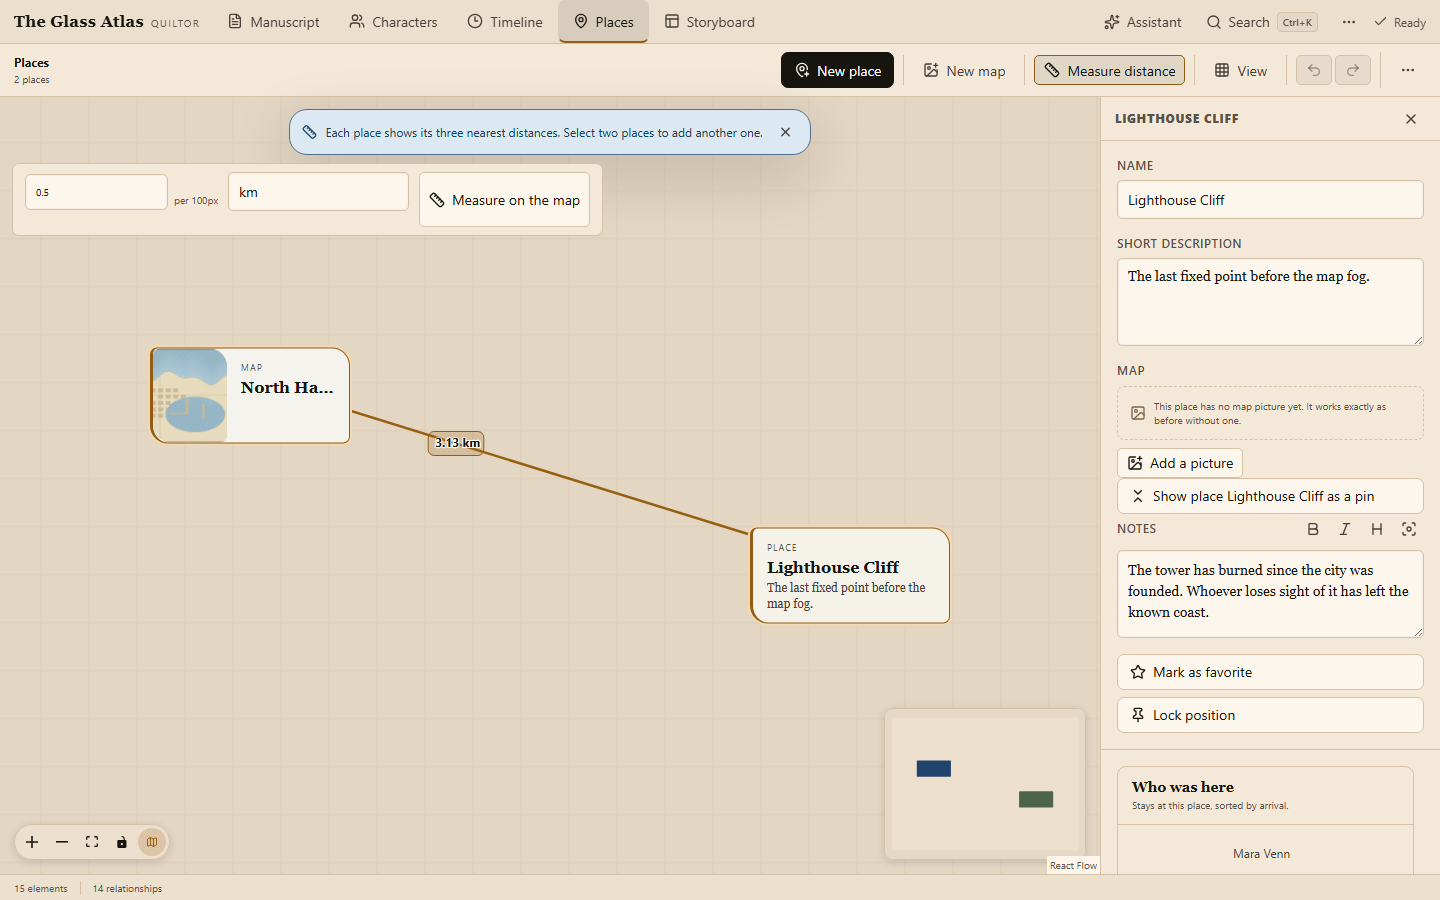 The Glass Atlas QUILTOR Manuscript Characters Timeline Places Storyboard Assistant Search Ctrl+K Ready
Places
2 places
New place New map Measure distance View
Each place shows its three nearest distances. Select two places to add another one.
0.5 per 100px km Measure on the map
MAP
North Ha...
3.13 km
PLACE
Lighthouse Cliff
The last fixed point before the
map fog.
React Flow
LIGHTHOUSE CLIFF
NAME
Lighthouse Cliff
SHORT DESCRIPTION
The last fixed point before the map fog.
MAP
This place has no map picture yet. It works exactly as
before without one.
Add a picture
Show place Lighthouse Cliff as a pin
NOTES B I H
The tower has burned since the city was
founded. Whoever loses sight of it has left the
known coast.
Mark as favorite
Lock position
Who was here
Stays at this place, sorted by arrival.
Mara Venn
15 elements 14 relationships